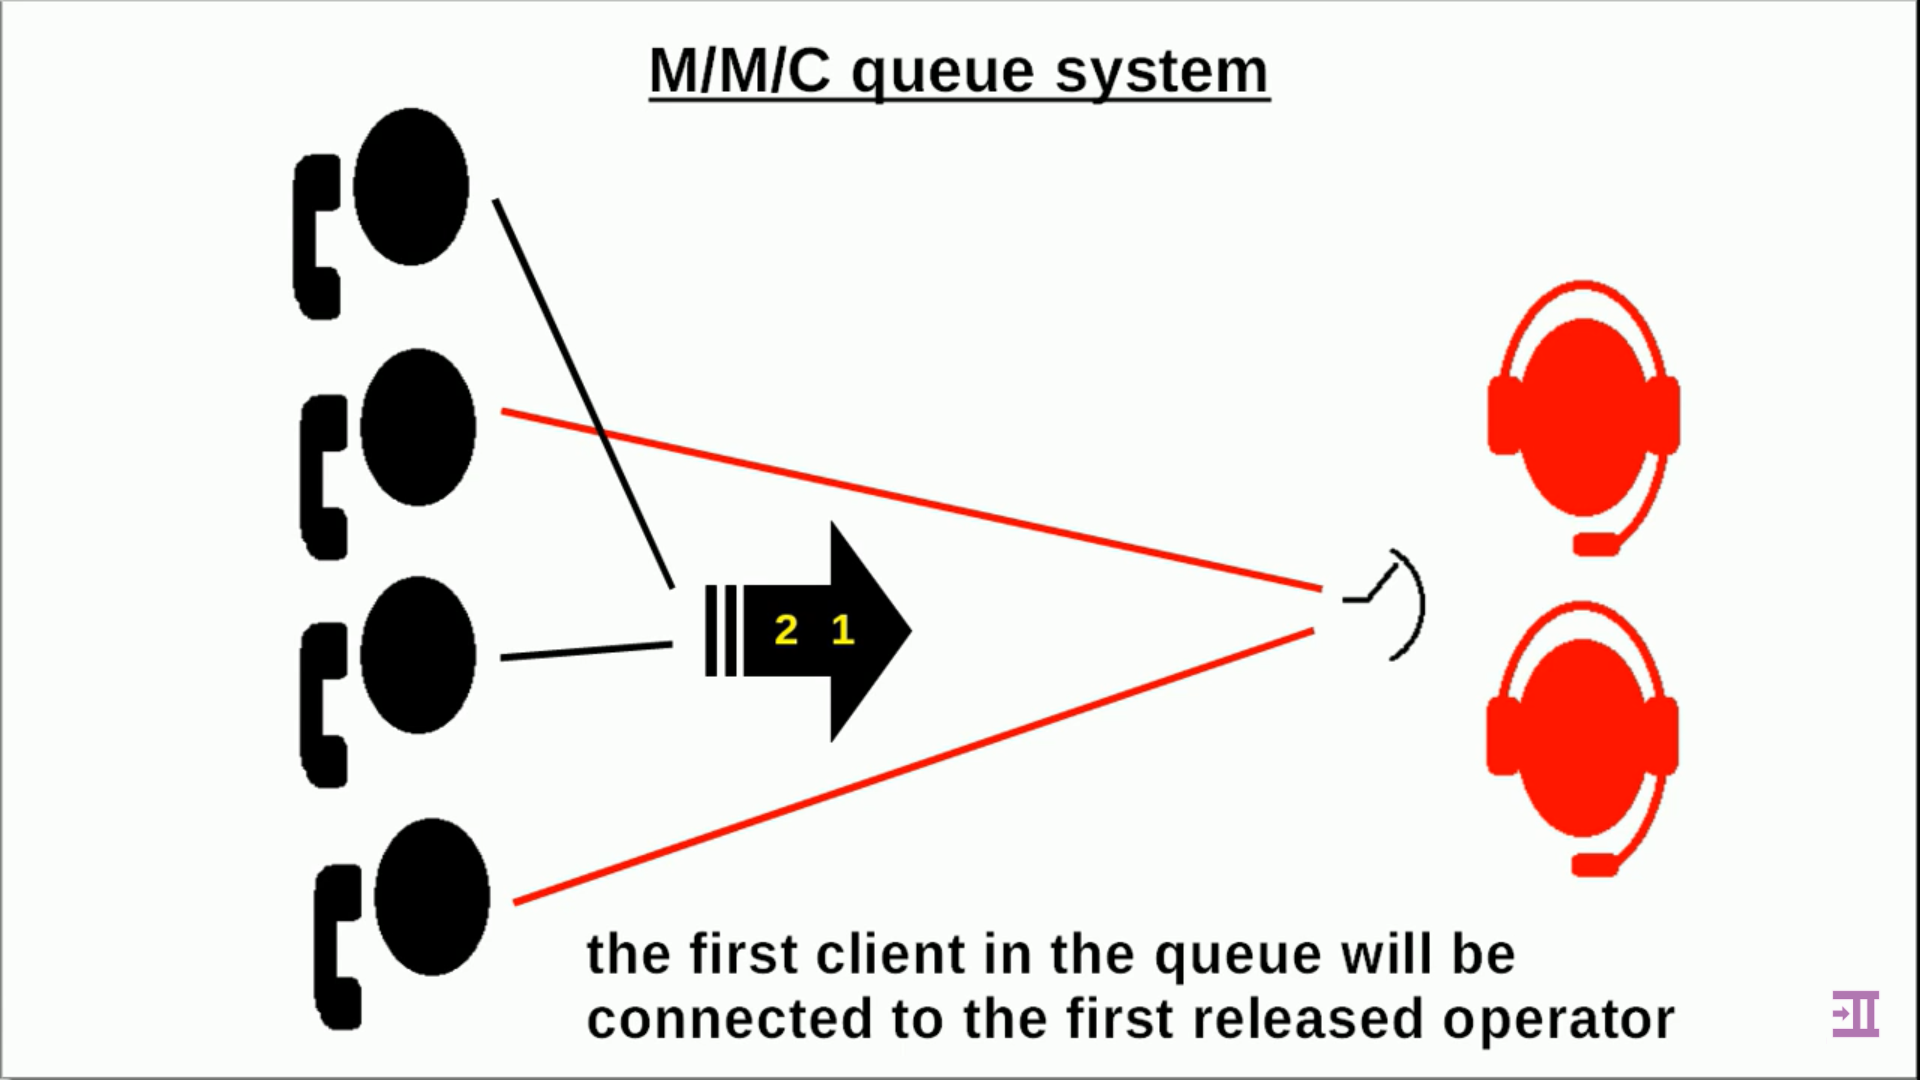 M/M/C queue system
2 1
the first client in the queue will be
connected to the first released operator